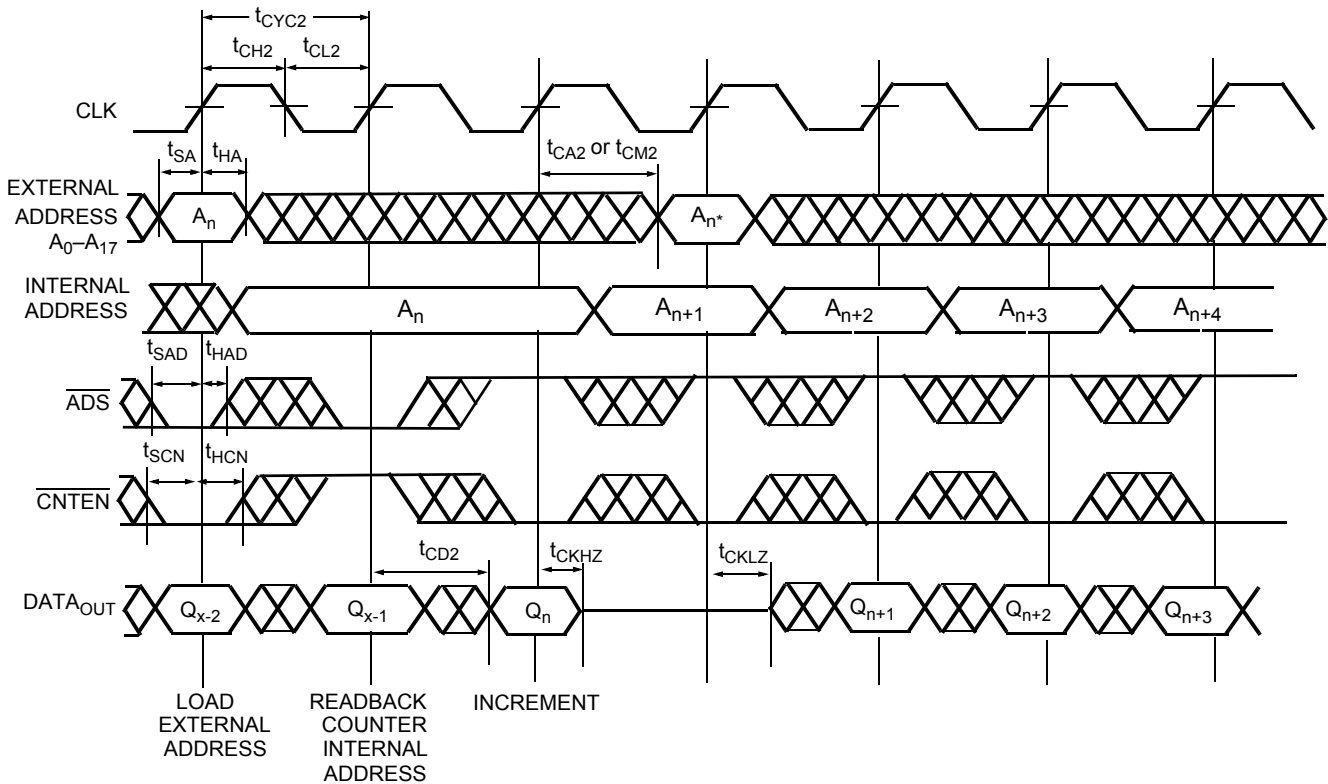 tCYC2
tCH2 tCL2
CLK
tSA tHA tCA2 or tCM2
EXTERNAL
ADDRESS An An*
A0–A17
INTERNAL
ADDRESS An An+1 An+2 An+3 An+4
tSAD tHAD
ADS
tSCN tHCN
CNTEN
tCD2 tCKHZ tCKLZ
DATAOUT Qx-2 Qx-1 Qn Qn+1 Qn+2 Qn+3
LOAD
EXTERNAL
ADDRESS
READBACK
COUNTER
INTERNAL
ADDRESS
INCREMENT